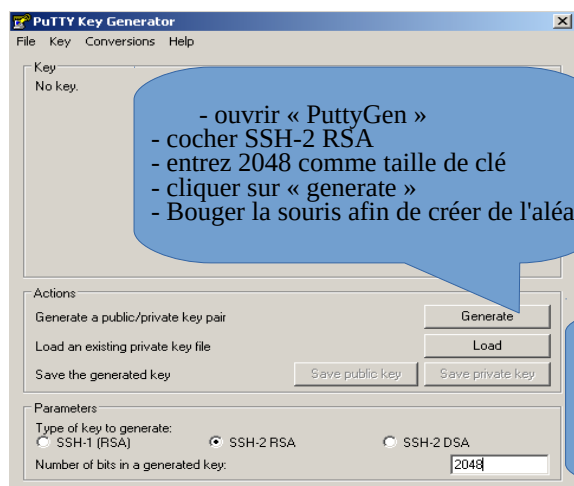 PuTTY Key Generator
File Key Conversions Help
Key
No key.
- ouvrir « PuttyGen »
- cocher SSH-2 RSA
- entrez 2048 comme taille de clé
- cliquer sur « generate »
- Bouger la souris afin de créer de l'aléa
Actions
Generate a public/private key pair
Generate
Load an existing private key file
Load
Save the generated key
Save public key
Save private key
Parameters
Type of key to generate:
SSH-1 (RSA) SSH-2 RSA SSH-2 DSA
Number of bits in a generated key:
2048